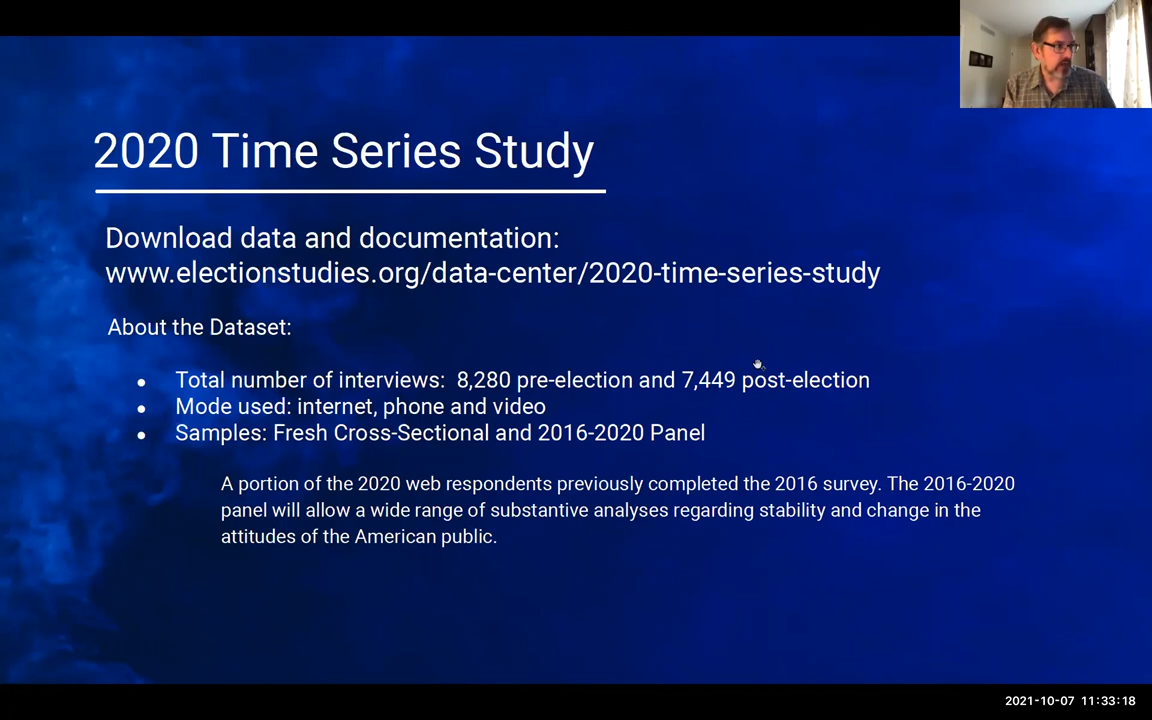 2020 Time Series Study
Download data and documentation:
www.electionstudies.org/data-center/2020-time-series-study
About the Dataset:
● Total number of interviews:  8,280 pre-election and 7,449 post-election
● Mode used: internet, phone and video
● Samples: Fresh Cross-Sectional and 2016-2020 Panel
A portion of the 2020 web respondents previously completed the 2016 survey. The 2016-2020
panel will allow a wide range of substantive analyses regarding stability and change in the
attitudes of the American public.
2021-10-07 11:33:18